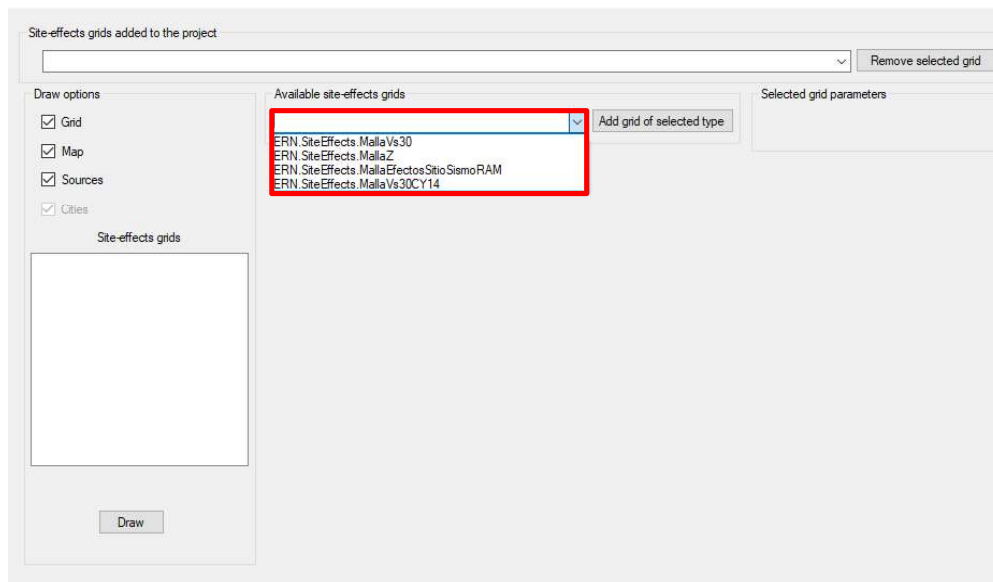 Site-effects grids added to the project
Remove selected grid
Draw options
Grid
Map
Sources
Cities
Site-effects grids
Draw
Available site-effects grids
Add grid of selected type
ERN.SiteEffects.MallaVs30
ERN.SiteEffects.MallaZ
ERN.SiteEffects.MallaEfectosSitioSismoRAM
ERN.SiteEffects.MallaVs30CY14
Selected grid parameters